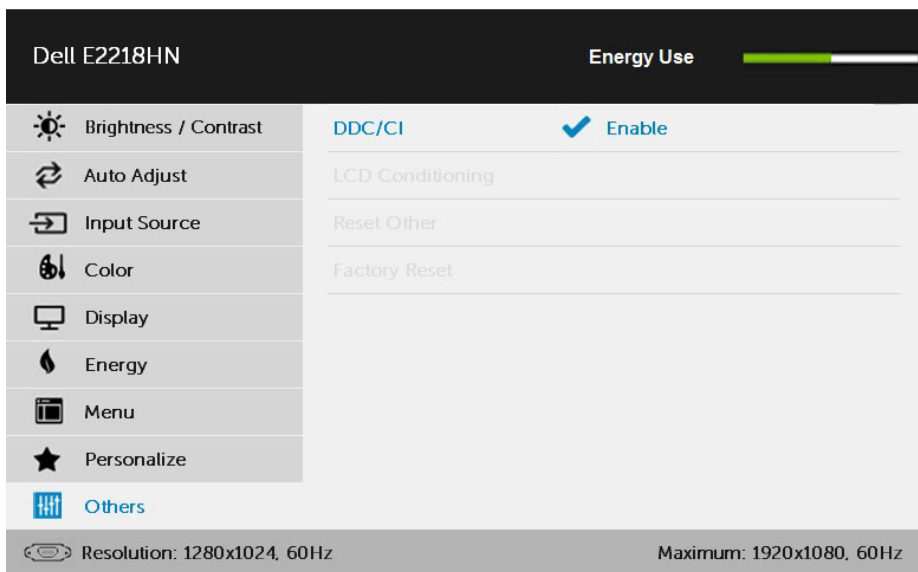 Dell E2218HN Energy Use
Brightness / Contrast DDC/CI Enable
Auto Adjust LCD Conditioning
Input Source Reset Other
Color Factory Reset
Display
Energy
Menu
Personalize
Others
Resolution: 1280x1024, 60Hz Maximum: 1920x1080, 60Hz